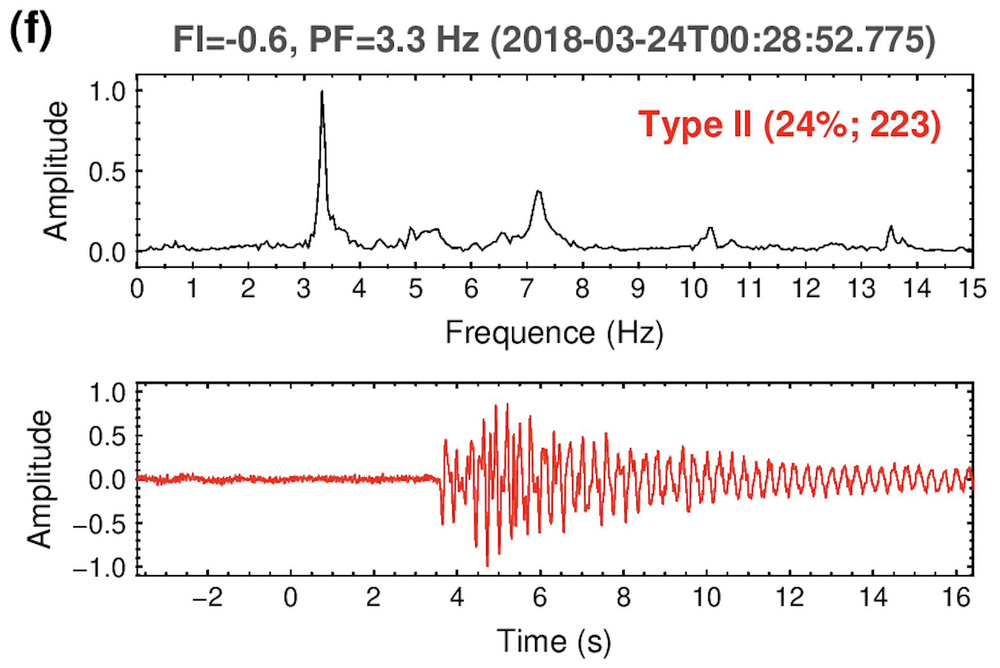 (f)
FI=-0.6, PF=3.3 Hz (2018-03-24T00:28:52.775)
Type II (24%; 223)
Amplitude
1.0
0.5
0.0
0 1 2 3 4 5 6 7 8 9 10 11 12 13 14 15
Frequence (Hz)
Amplitude
1.0
0.5
0.0
−0.5
−1.0
−2 0 2 4 6 8 10 12 14 16
Time (s)